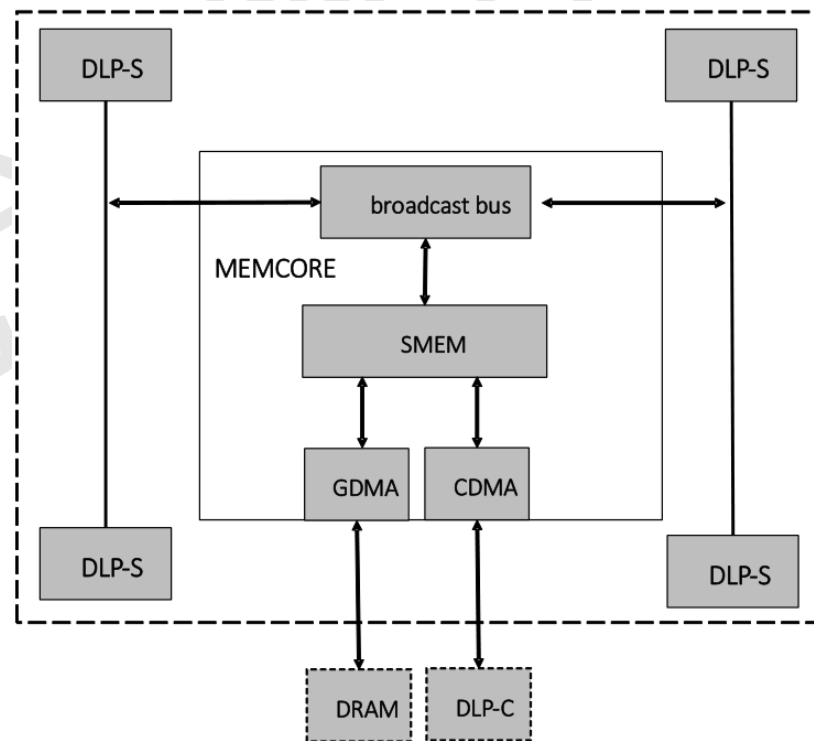 DLP-S
DLP-S
broadcast bus
MEMCORE
SMEM
GDMA
CDMA
DLP-S
DLP-S
DRAM
DLP-C